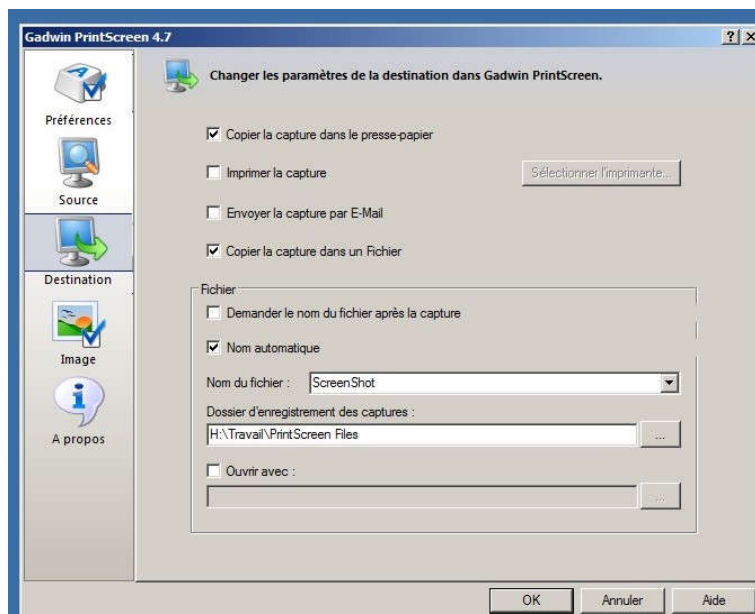 Gadwin PrintScreen 4.7
Préférences
Source
Destination
Image
A propos
Changer les paramètres de la destination dans Gadwin PrintScreen.
Copier la capture dans le presse-papier
Imprimer la capture
Sélectionner l'imprimante...
Envoyer la capture par E-Mail
Copier la capture dans un Fichier
Fichier
Demander le nom du fichier après la capture
Nom automatique
Nom du fichier : ScreenShot
Dossier d'enregistrement des captures :
H:\Travail\PrintScreen Files ...
Ouvrir avec :
...
OK Annuler Aide